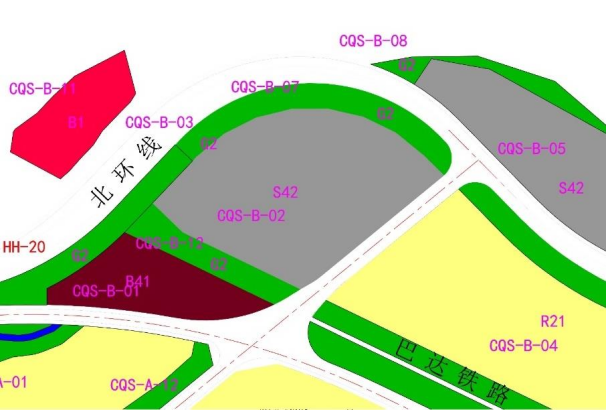 CQS-B-08
G2
CQS-B-11
CQS-B-07
B1
CQS-B-03
G2
G2
CQS-B-05
北环线
S42
S42
CQS-B-02
HH-20
CQS-B-12
G2
G2
B41
CQS-B-01
R21
CQS-B-04
巴达铁路
A-01
CQS-A-12